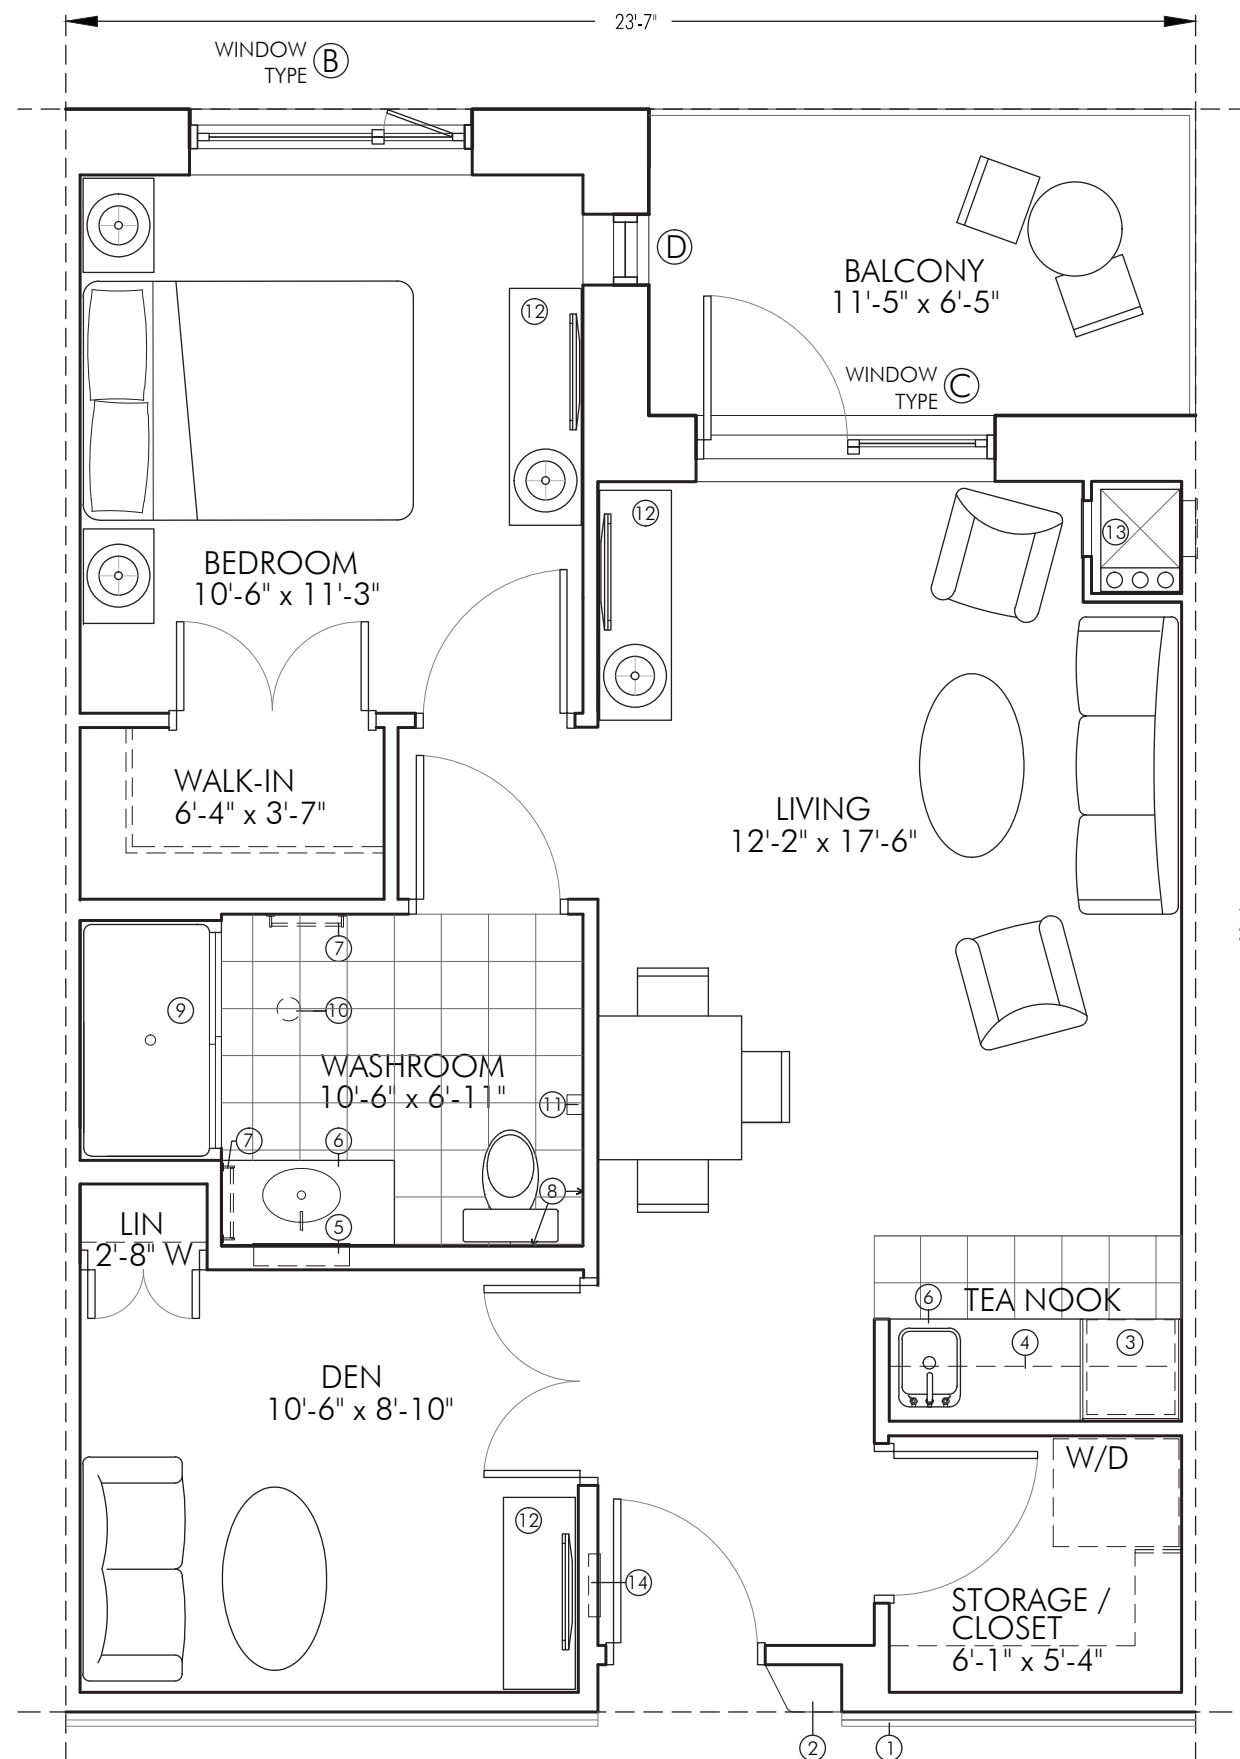 23'-7"
WINDOW
TYPE B
D
BALCONY
11'-5" x 6'-5"
12
WINDOW
TYPE C
12
13
BEDROOM
10'-6" x 11'-3"
WALK-IN
6'-4" x 3'-7"
LIVING
12'-2" x 17'-6"
7
9
10
WASHROOM
10'-6" x 6'-11"
11
7
6
8
5
LIN
2'-8" W
6
TEA NOOK
4
3
DEN
10'-6" x 8'-10"
W/D
12
14
STORAGE /
CLOSET
6'-1" x 5'-4"
2
1